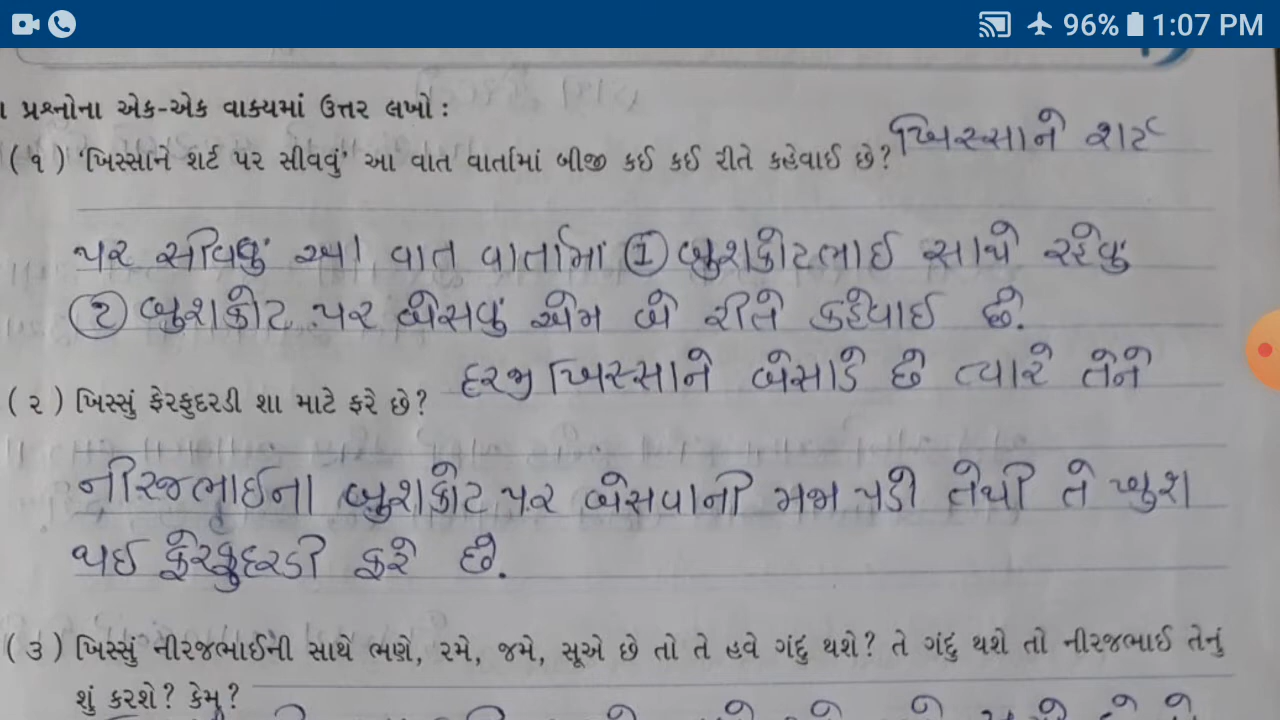 96% 1:07 PM
પ્રશ્નોના એક-એક વાક્યમાં ઉત્તર લખો :
(૧) 'ખિસ્સાને શર્ટ પર સીવવું' આ વાત વાર્તામાં બીજી કઈ કઈ રીતે કહેવાઈ છે? ખિસ્સાને શર્ટ
પર સીવવું આ વાત વાર્તામાં ① બુશકોટભાઈ સાથે રહેવું
② બુશકોટ પર બેસવું એમ બે રીતે કહેવાઈ છે.
દરજી ખિસ્સાને બેસાડે છે ત્યારે તેને
(૨) ખિસ્સું ફેરફુદરડી શા માટે ફરે છે?
નીરજભાઈના બુશકોટ પર બેસવાની મજા પડી તેથી તે ખુશ
થઈ ફેરફુદરડી ફરે છે.
(૩) ખિસ્સું નીરજભાઈની સાથે ભણે, રમે, જમે, સૂએ છે તો તે હવે ગંદુ થશે? તે ગંદુ થશે તો નીરજભાઈ તેનું
શું કરશે? કેમ?